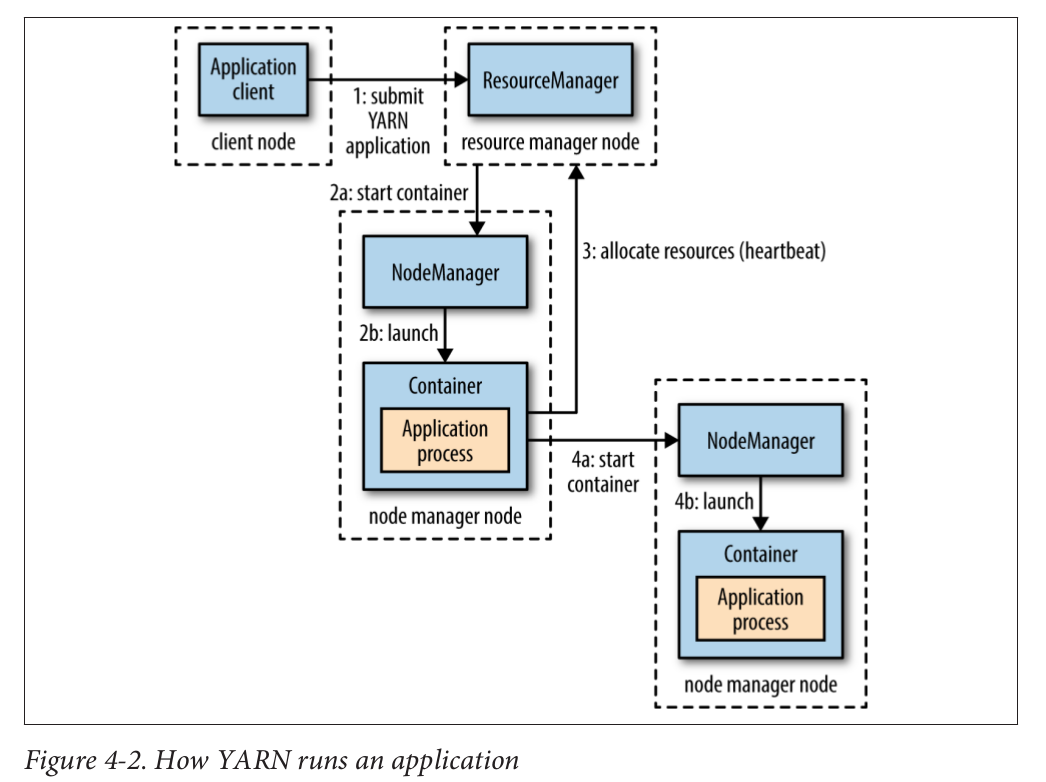 Application
client
client node
1: submit
YARN
application
ResourceManager
resource manager node
2a: start container
NodeManager
2b: launch
Container
Application
process
node manager node
3: allocate resources (heartbeat)
4a: start
container
NodeManager
4b: launch
Container
Application
process
node manager node
Figure 4-2. How YARN runs an application